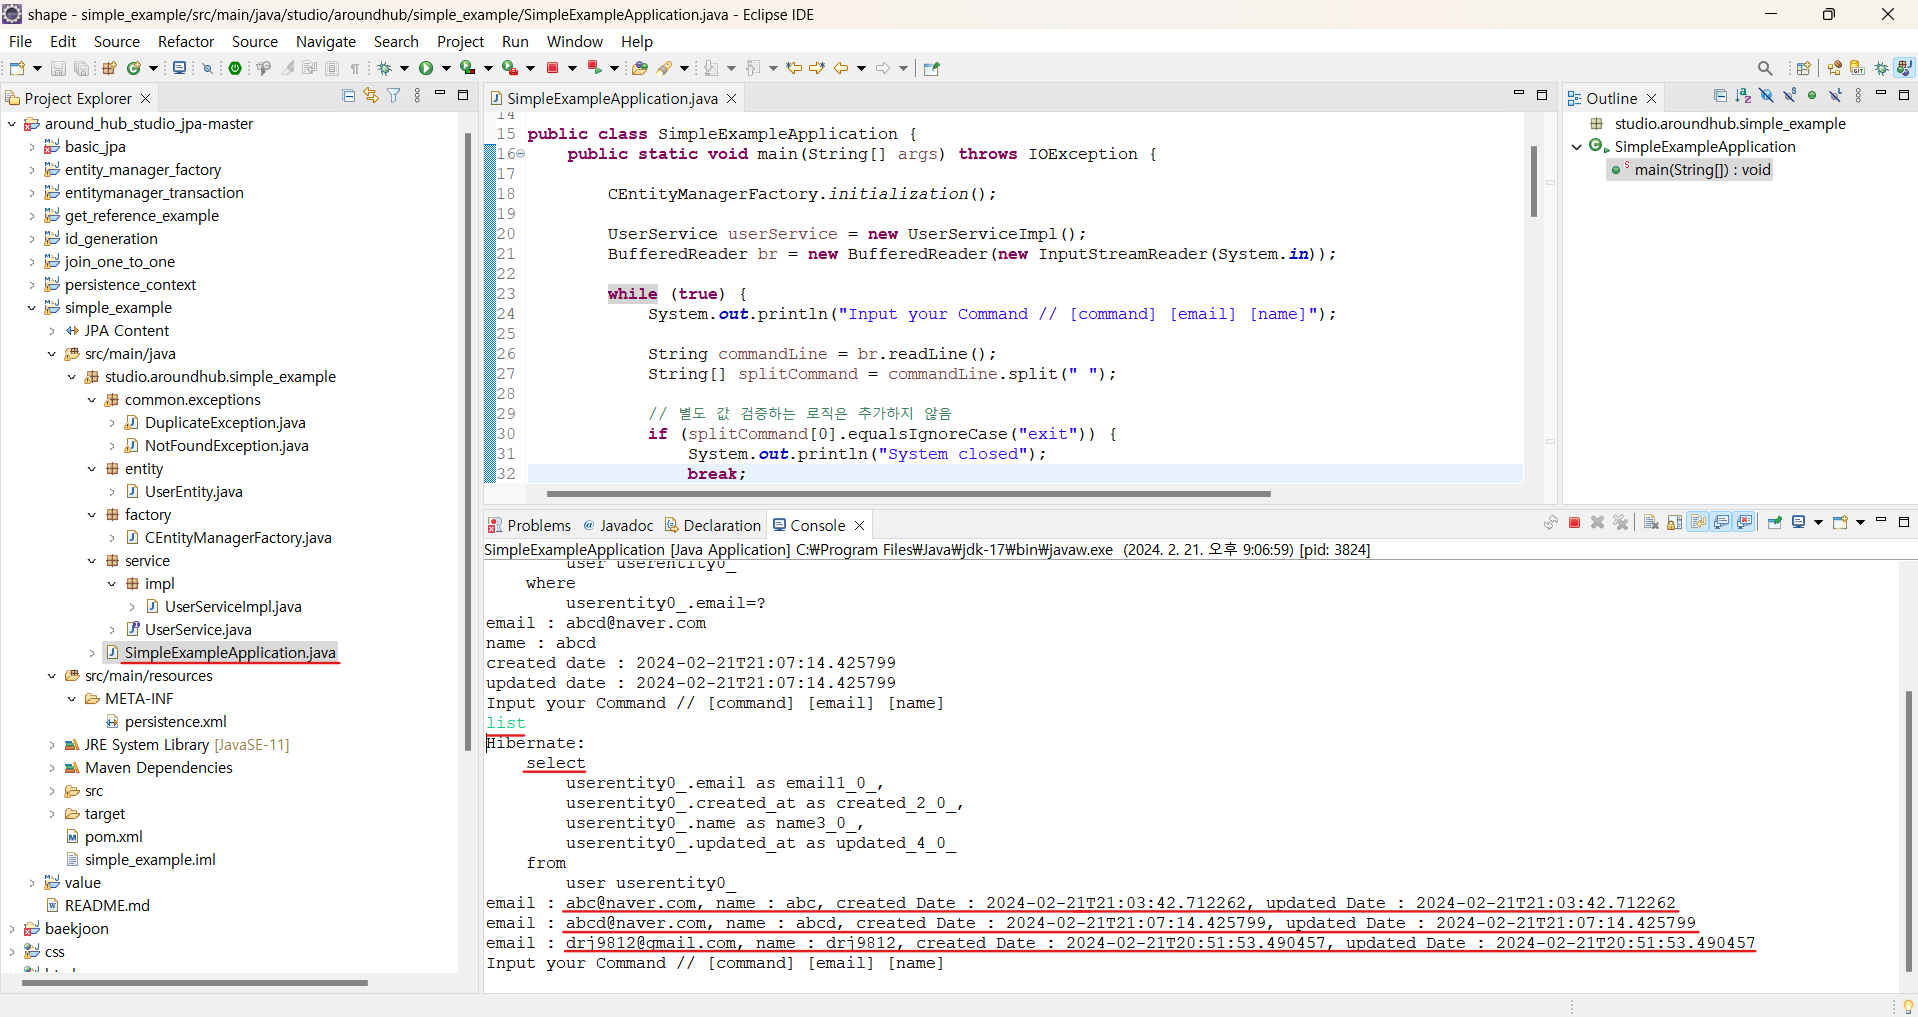 shape - simple_example/src/main/java/studio/aroundhub/simple_example/SimpleExampleApplication.java - Eclipse IDE
File Edit Source Refactor Source Navigate Search Project Run Window Help
Project Explorer
around_hub_studio_jpa-master
basic_jpa
entity_manager_factory
entitymanager_transaction
get_reference_example
id_generation
join_one_to_one
persistence_context
simple_example
JPA Content
src/main/java
studio.aroundhub.simple_example
common.exceptions
DuplicateException.java
NotFoundException.java
entity
UserEntity.java
factory
CEntityManagerFactory.java
service
impl
UserServiceImpl.java
UserService.java
SimpleExampleApplication.java
src/main/resources
META-INF
persistence.xml
JRE System Library [JavaSE-11]
Maven Dependencies
src
target
pom.xml
simple_example.iml
value
README.md
baekjoon
css
SimpleExampleApplication.java
14
15 public class SimpleExampleApplication {
16 public static void main(String[] args) throws IOException {
17
18 CEntityManagerFactory.initialization();
19
20 UserService userService = new UserServiceImpl();
21 BufferedReader br = new BufferedReader(new InputStreamReader(System.in));
22
23 while (true) {
24 System.out.println("Input your Command // [command] [email] [name]");
25
26 String commandLine = br.readLine();
27 String[] splitCommand = commandLine.split(" ");
28
29 // 별도 값 검증하는 로직은 추가하지 않음
30 if (splitCommand[0].equalsIgnoreCase("exit")) {
31 System.out.println("System closed");
32 break;
Outline
studio.aroundhub.simple_example
SimpleExampleApplication
main(String[]) : void
Problems @ Javadoc Declaration Console
SimpleExampleApplication [Java Application] C:₩Program Files₩Java₩jdk-17₩bin₩javaw.exe (2024. 2. 21. 오후 9:06:59) [pid: 3824]
user userentity0_
where
userentity0_.email=?
email : abcd@naver.com
name : abcd
created date : 2024-02-21T21:07:14.425799
updated date : 2024-02-21T21:07:14.425799
Input your Command // [command] [email] [name]
list
Hibernate:
select
userentity0_.email as email1_0_,
userentity0_.created_at as created_2_0_,
userentity0_.name as name3_0_,
userentity0_.updated_at as updated_4_0_
from
user userentity0_
email : abc@naver.com, name : abc, created Date : 2024-02-21T21:03:42.712262, updated Date : 2024-02-21T21:03:42.712262
email : abcd@naver.com, name : abcd, created Date : 2024-02-21T21:07:14.425799, updated Date : 2024-02-21T21:07:14.425799
email : drj9812@gmail.com, name : drj9812, created Date : 2024-02-21T20:51:53.490457, updated Date : 2024-02-21T20:51:53.490457
Input your Command // [command] [email] [name]